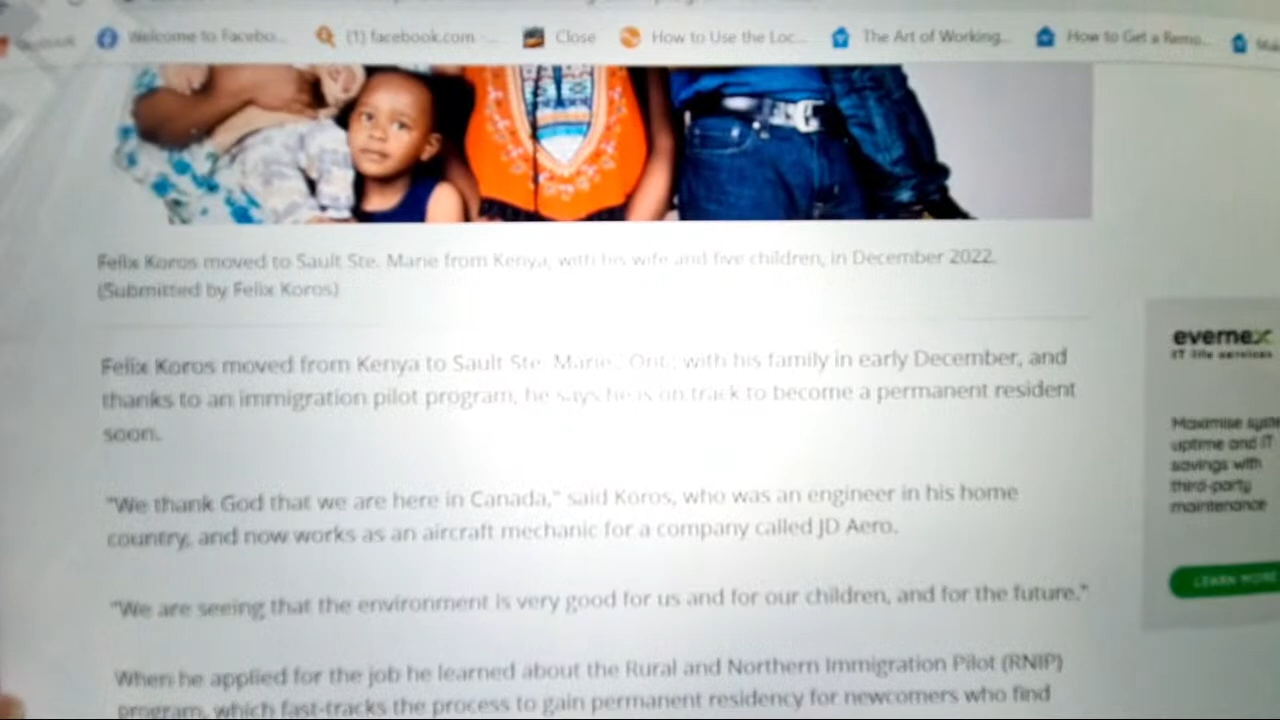 facebook
Welcome to Facebo...
(1) facebook.com -...
Close
How to Use the Loc...
The Art of Working...
How to Get a Remo...
Felix Koros moved to Sault Ste. Marie from Kenya, with his wife and five children, in December 2022.
(Submitted by Felix Koros)
Felix Koros moved from Kenya to Sault Ste. Marie, Ont., with his family in early December, and
thanks to an immigration pilot program, he says he is on track to become a permanent resident
soon.
"We thank God that we are here in Canada," said Koros, who was an engineer in his home
country, and now works as an aircraft mechanic for a company called JD Aero.
"We are seeing that the environment is very good for us and for our children, and for the future."
When he applied for the job he learned about the Rural and Northern Immigration Pilot (RNIP)
program, which fast-tracks the process to gain permanent residency for newcomers who find
evernex
IT life services
Maximise syste
uptime and IT
savings with
third-party
maintenance
LEARN MORE